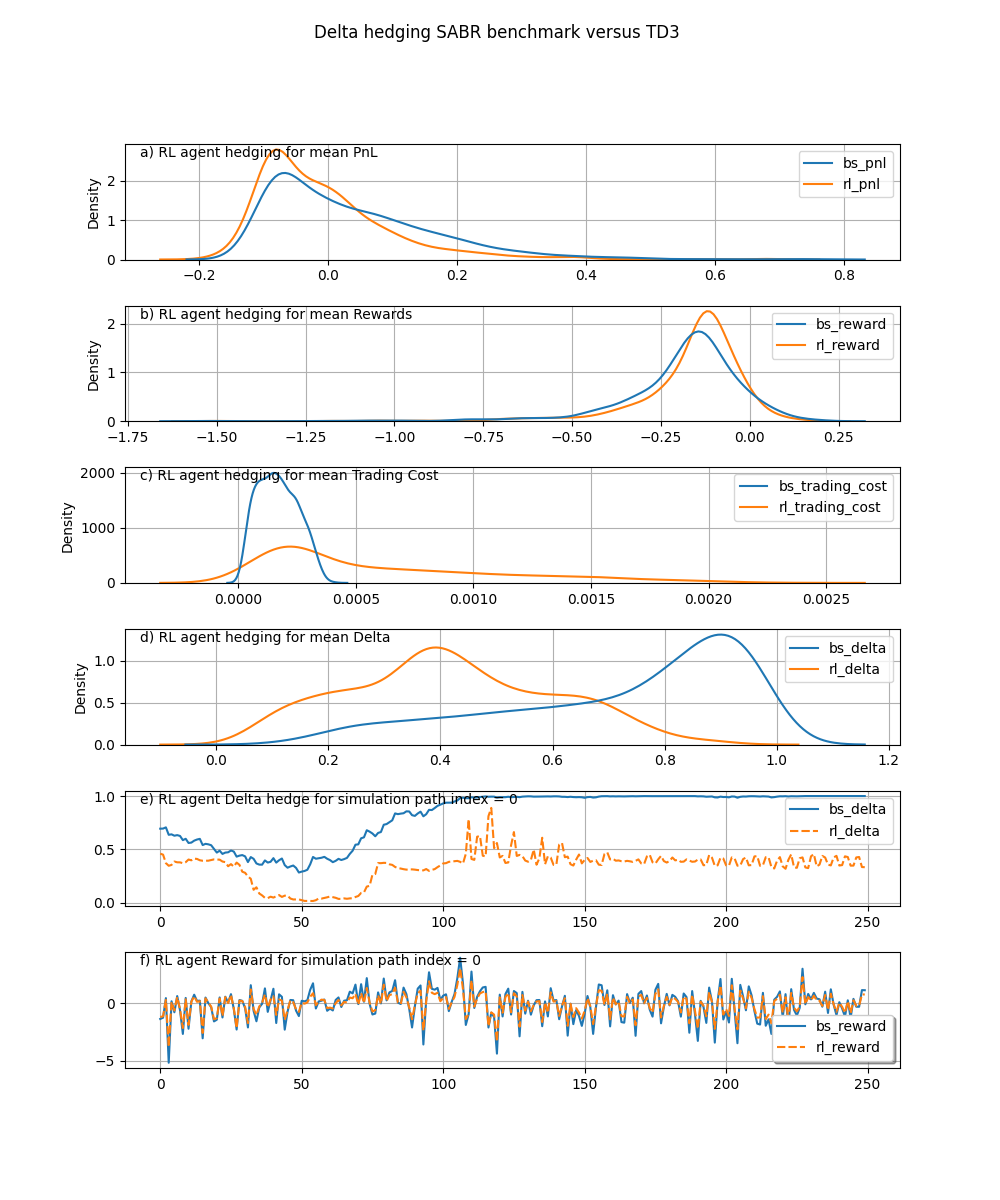 Delta hedging SABR benchmark versus TD3
a) RL agent hedging for mean PnL
bs_pnl
rl_pnl
Density
2
1
0
−0.2 0.0 0.2 0.4 0.6 0.8
b) RL agent hedging for mean Rewards
bs_reward
rl_reward
Density
2
1
0
−1.75 −1.50 −1.25 −1.00 −0.75 −0.50 −0.25 0.00 0.25
c) RL agent hedging for mean Trading Cost
bs_trading_cost
rl_trading_cost
Density
2000
1000
0
0.0000 0.0005 0.0010 0.0015 0.0020 0.0025
d) RL agent hedging for mean Delta
bs_delta
rl_delta
Density
1.0
0.5
0.0
0.0 0.2 0.4 0.6 0.8 1.0 1.2
e) RL agent Delta hedge for simulation path index = 0
bs_delta
rl_delta
1.0
0.5
0.0
0 50 100 150 200 250
f) RL agent Reward for simulation path index = 0
bs_reward
rl_reward
0
−5
0 50 100 150 200 250